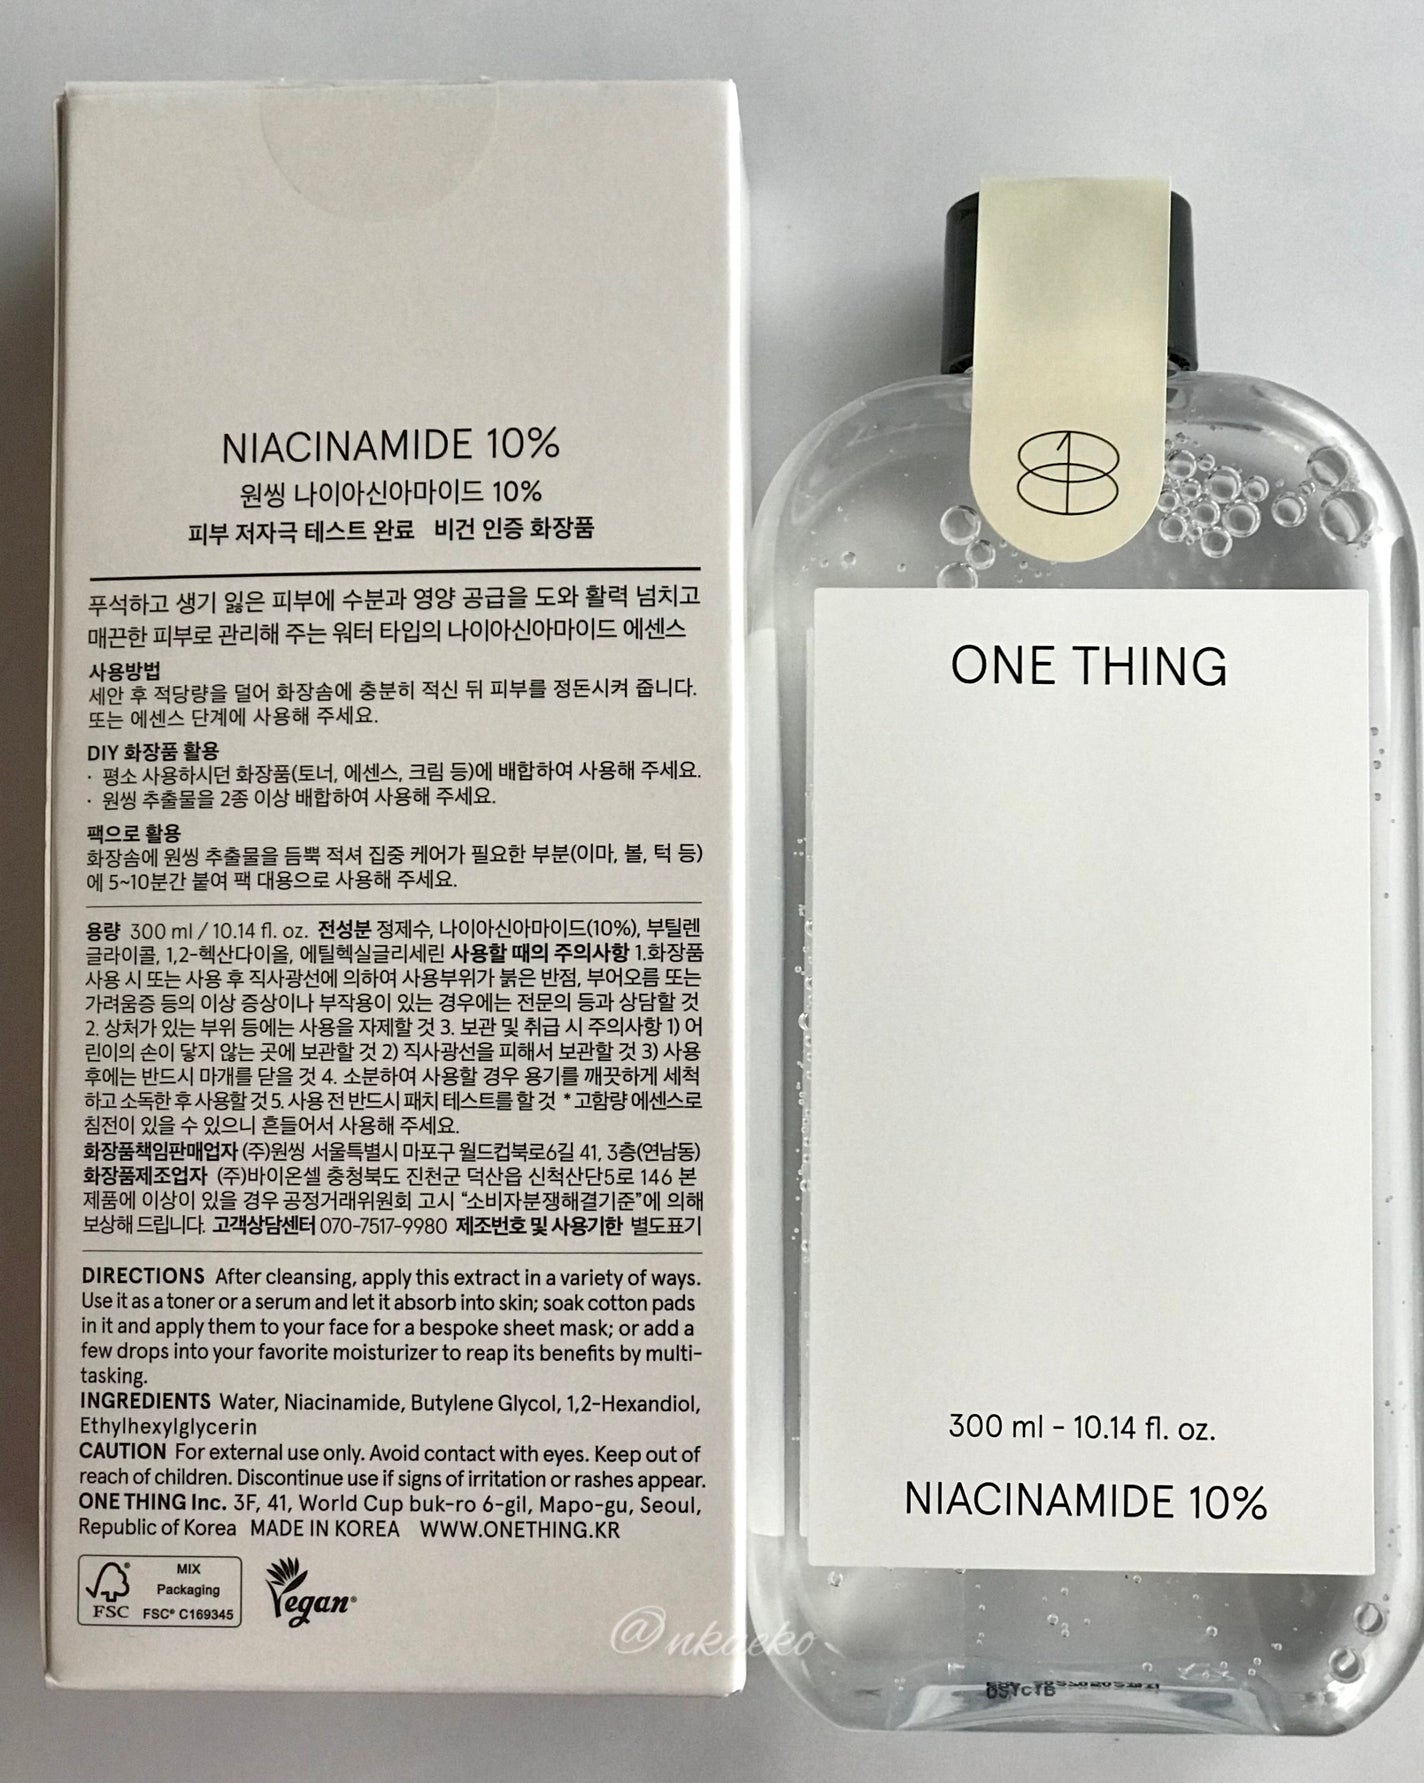 NIACINAMIDE 10%
원씽 나이아신아마이드 10%
피부 저자극 테스트 완료 비건 인증 화장품
푸석하고 생기 잃은 피부에 수분과 영양 공급을 도와 활력 넘치고
매끈한 피부로 관리해 주는 워터 타입의 나이아신아마이드 에센스
사용방법
세안 후 적당량을 덜어 화장솜에 충분히 적신 뒤 피부를 정돈시켜 줍니다.
또는 에센스 단계에 사용해 주세요.
DIY 화장품 활용
· 평소 사용하시던 화장품(토너, 에센스, 크림 등)에 배합하여 사용해 주세요.
· 원씽 추출물을 2종 이상 배합하여 사용해 주세요.
팩으로 활용
화장솜에 원씽 추출물을 듬뿍 적셔 집중 케어가 필요한 부분(이마, 볼, 턱 등)
에 5~10분간 붙여 팩 대용으로 사용해 주세요.
용량 300 ml / 10.14 fl. oz. 전성분 정제수, 나이아신아마이드(10%), 부틸렌
글라이콜, 1,2-헥산다이올, 에틸헥실글리세린 사용할 때의 주의사항 1.화장품
사용 시 또는 사용 후 직사광선에 의하여 사용부위가 붉은 반점, 부어오름 또는
가려움증 등의 이상 증상이나 부작용이 있는 경우에는 전문의 등과 상담할 것
2. 상처가 있는 부위 등에는 사용을 자제할 것 3. 보관 및 취급 시 주의사항 1) 어
린이의 손이 닿지 않는 곳에 보관할 것 2) 직사광선을 피해서 보관할 것 3) 사용
후에는 반드시 마개를 닫을 것 4. 소분하여 사용할 경우 용기를 깨끗하게 세척
하고 소독한 후 사용할 것 5. 사용 전 반드시 패치 테스트를 할 것 * 고함량 에센스로
침전이 있을 수 있으니 흔들어서 사용해 주세요.
화장품책임판매업자 (주)원씽 서울특별시 마포구 월드컵북로6길 41, 3층(연남동)
화장품제조업자 (주)바이온셀 충청북도 진천군 덕산읍 신척산단5로 146 본
제품에 이상이 있을 경우 공정거래위원회 고시 “소비자분쟁해결기준”에 의해
보상해 드립니다. 고객상담센터 070-7517-9980 제조번호 및 사용기한 별도표기
DIRECTIONS After cleansing, apply this extract in a variety of ways.
Use it as a toner or a serum and let it absorb into skin; soak cotton pads
in it and apply them to your face for a bespoke sheet mask; or add a
few drops into your favorite moisturizer to reap its benefits by multi-
tasking.
INGREDIENTS Water, Niacinamide, Butylene Glycol, 1,2-Hexandiol,
Ethylhexylglycerin
CAUTION For external use only. Avoid contact with eyes. Keep out of
reach of children. Discontinue use if signs of irritation or rashes appear.
ONE THING Inc. 3F, 41, World Cup buk-ro 6-gil, Mapo-gu, Seoul,
Republic of Korea MADE IN KOREA WWW.ONETHING.KR
FSC
MIX
Packaging
FSC® C169345
Vegan®
@nkaeko
1
ONE THING
300 ml - 10.14 fl. oz.
NIACINAMIDE 10%